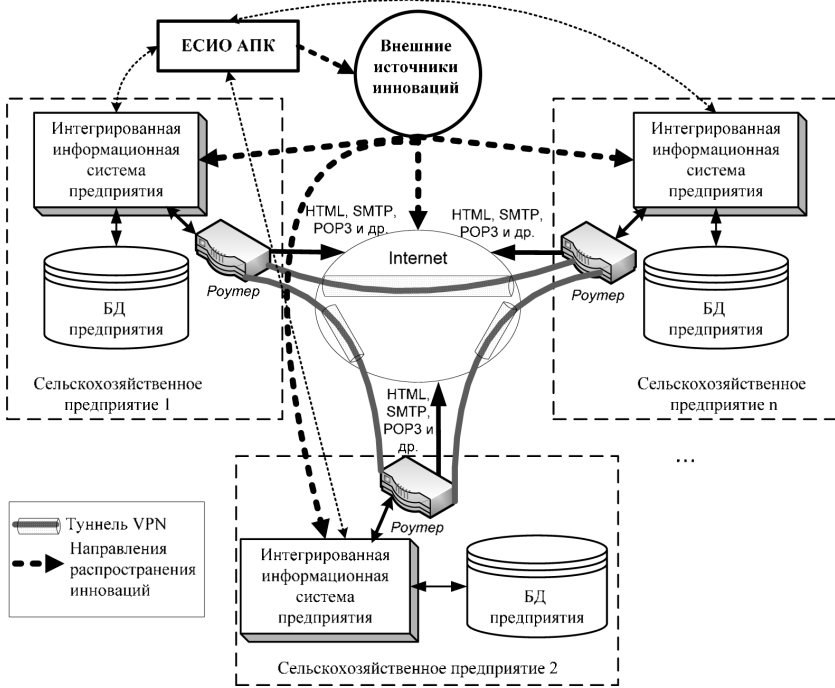 ЕСИО АПК
Внешние
источники
инноваций
Интегрированная
информационная
система
предприятия
Интегрированная
информационная
система
предприятия
HTML, SMTP,
POP3 и др.
HTML, SMTP,
POP3 и др.
Internet
Роутер
Роутер
БД
предприятия
БД
предприятия
Сельскохозяйственное
предприятие 1
Сельскохозяйственное
предприятие n
HTML,
SMTP,
POP3 и
др.
...
Роутер
Туннель VPN
Направления
распространения
инноваций
Интегрированная
информационная
система
предприятия
БД
предприятия
Сельскохозяйственное предприятие 2